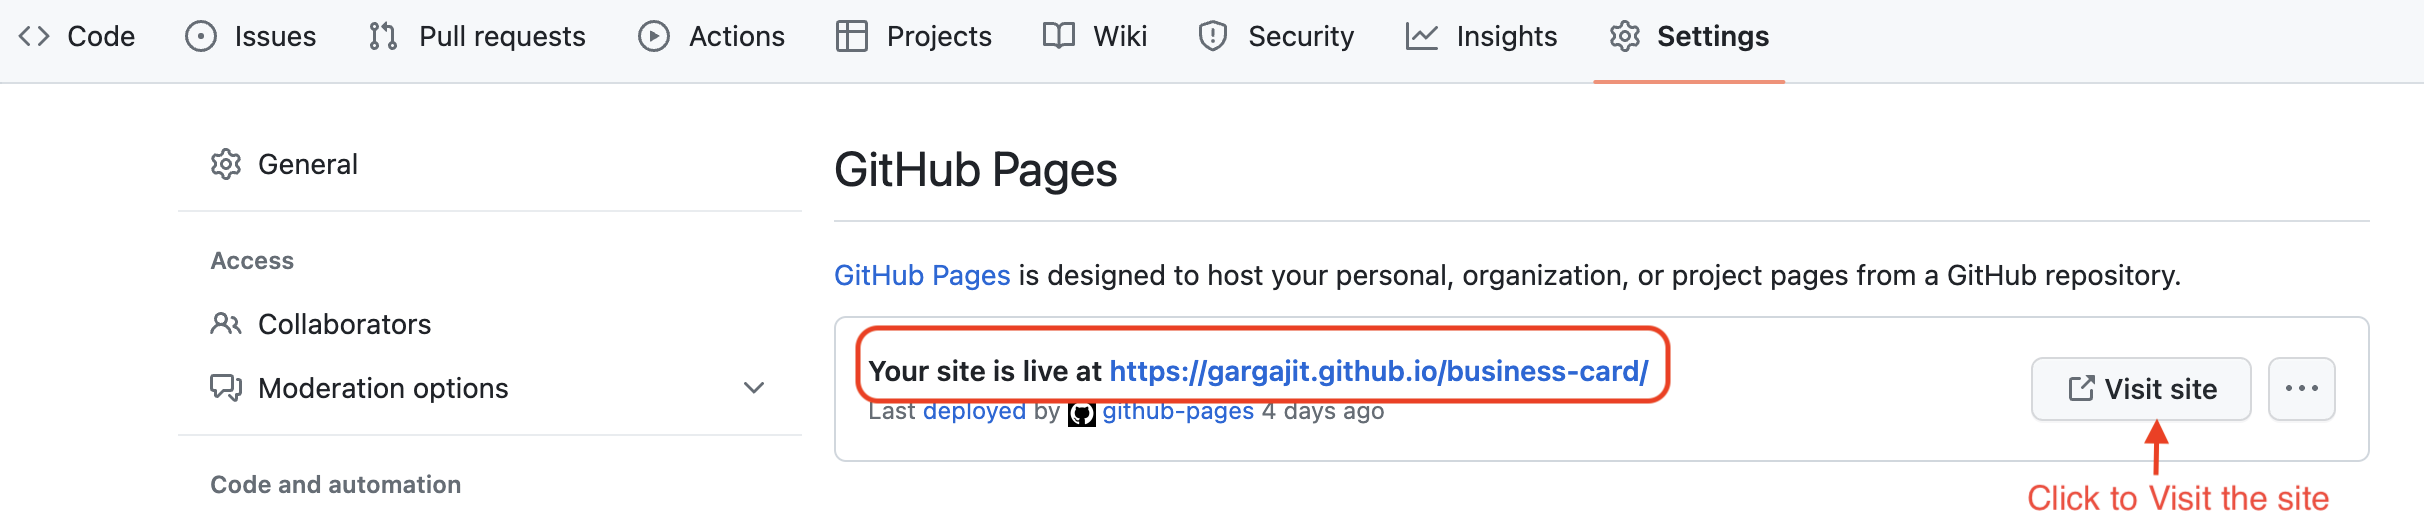 Code Issues Pull requests Actions Projects Wiki Security Insights Settings
General
Access
Collaborators
Moderation options
Code and automation
GitHub Pages
GitHub Pages is designed to host your personal, organization, or project pages from a GitHub repository.
Your site is live at https://gargajit.github.io/business-card/
Last deployed by github-pages 4 days ago
Visit site
Click to Visit the site